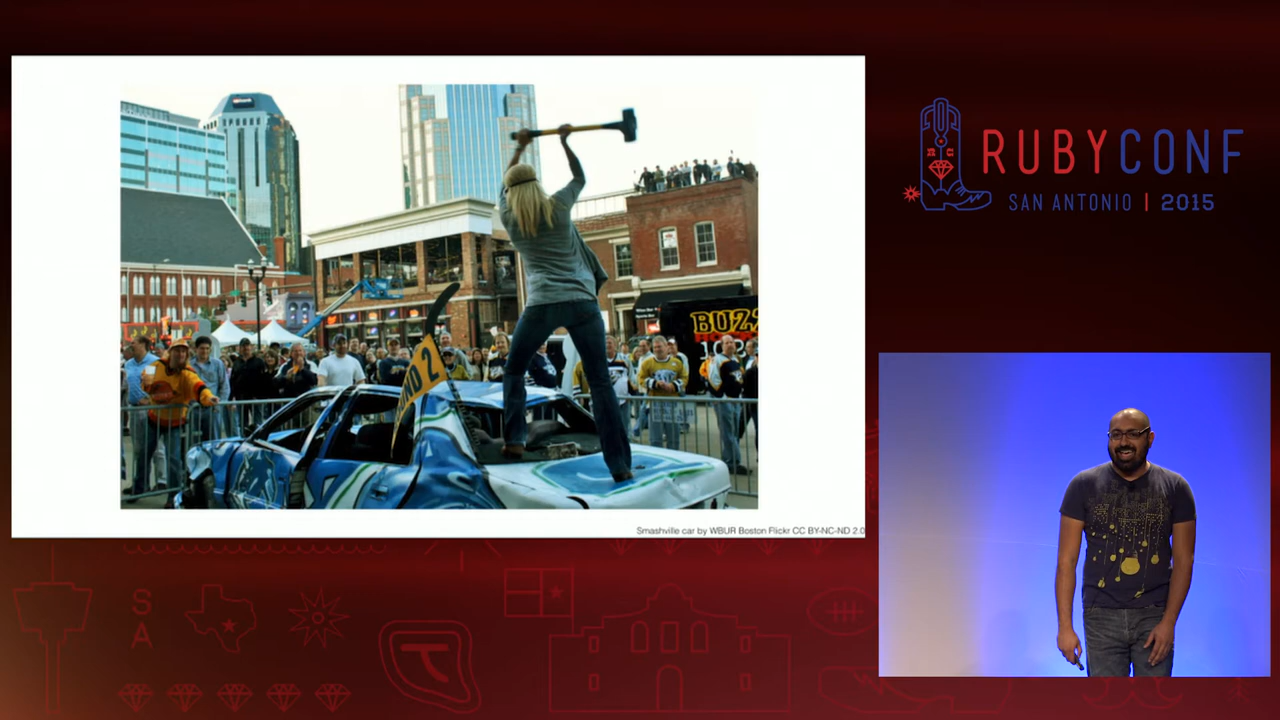 BUZZ
Smashville car by WBUR Boston Flickr CC BY-NC-ND 2.0
RUBYCONF
SAN ANTONIO | 2015
S
A